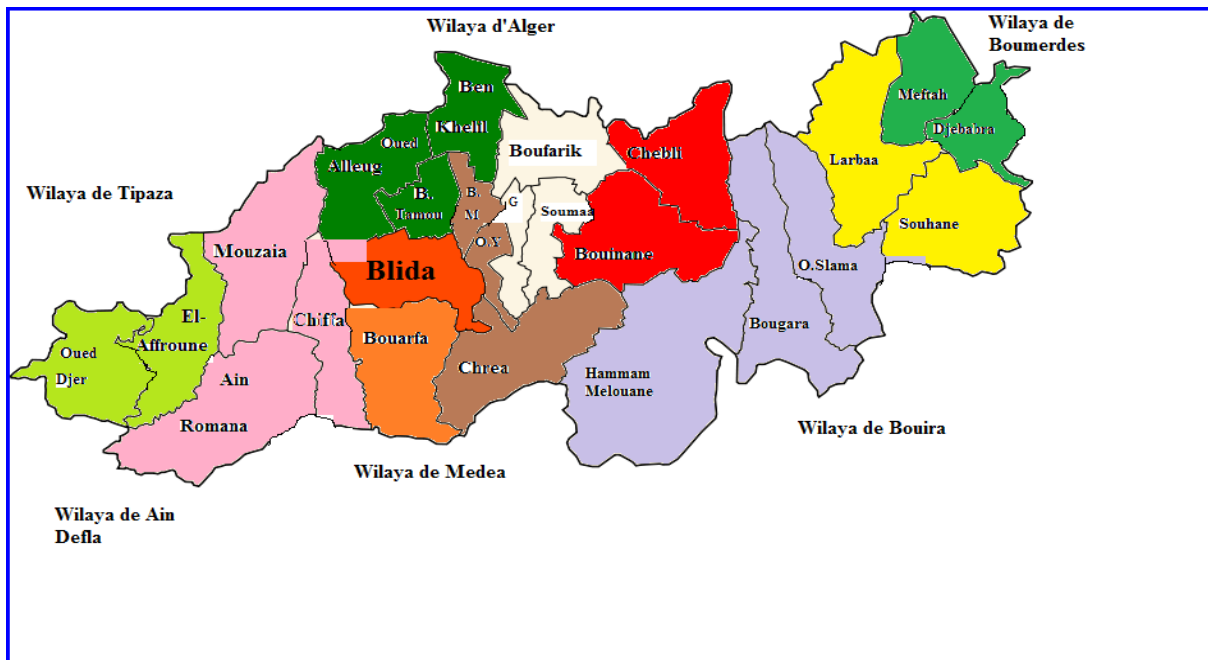 Wilaya d'Alger
Wilaya de
Boumerdes
Ben
Khelil
Meftah
Djebabra
Oued
Alleug
Boufarik
Chebli
Larbaa
Wilaya de Tipaza
B.
Tamou
B.
M
G
Soumaa
Souhane
Mouzaia
O.Y
Bouinane
O.Slama
Blida
El-
Affroune
Chiffa
Bouarfa
Bougara
Oued
Djer
Ain
Romana
Chrea
Hammam
Melouane
Wilaya de Bouira
Wilaya de Medea
Wilaya de Ain
Defla